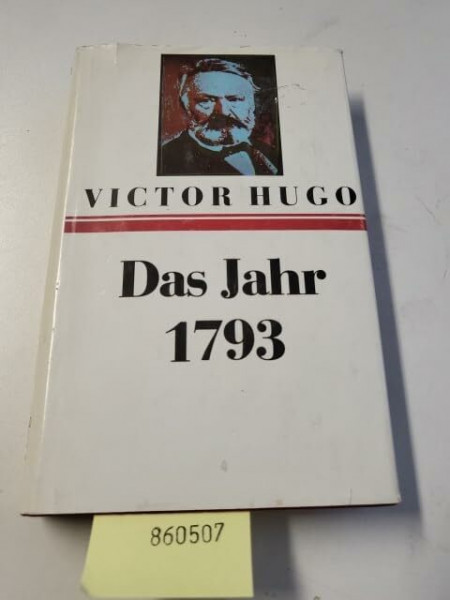 VICTOR HUGO
Das Jahr
1793
860507